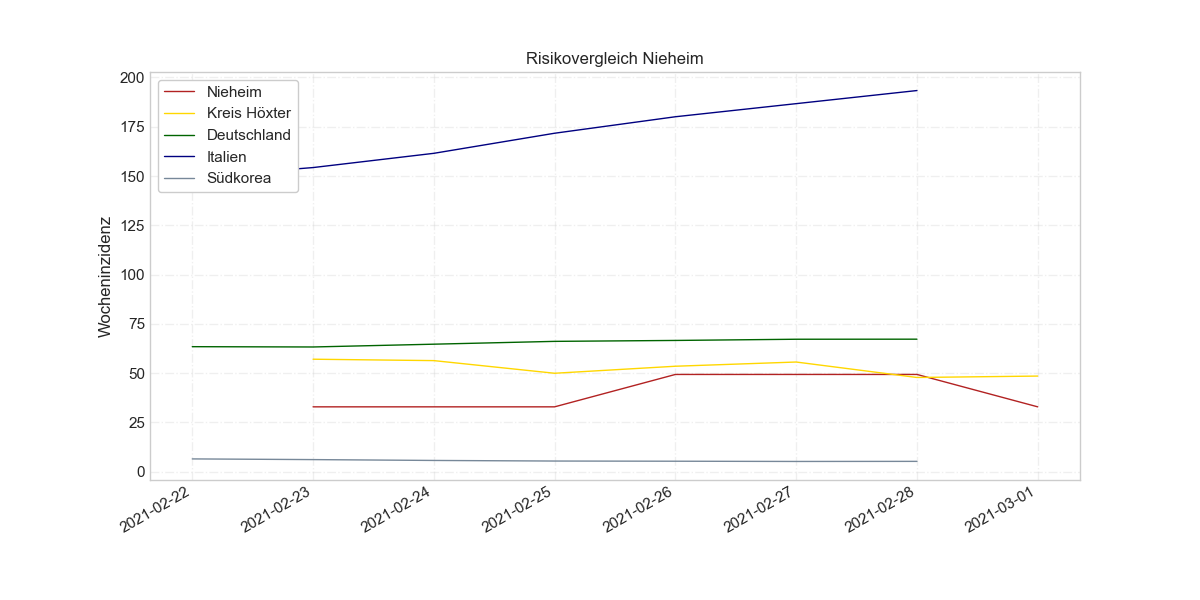 Risikovergleich Nieheim
Wocheninzidenz
200
175
150
125
100
75
50
25
0
Nieheim
Kreis Höxter
Deutschland
Italien
Südkorea
2021-02-22
2021-02-23
2021-02-24
2021-02-25
2021-02-26
2021-02-27
2021-02-28
2021-03-01